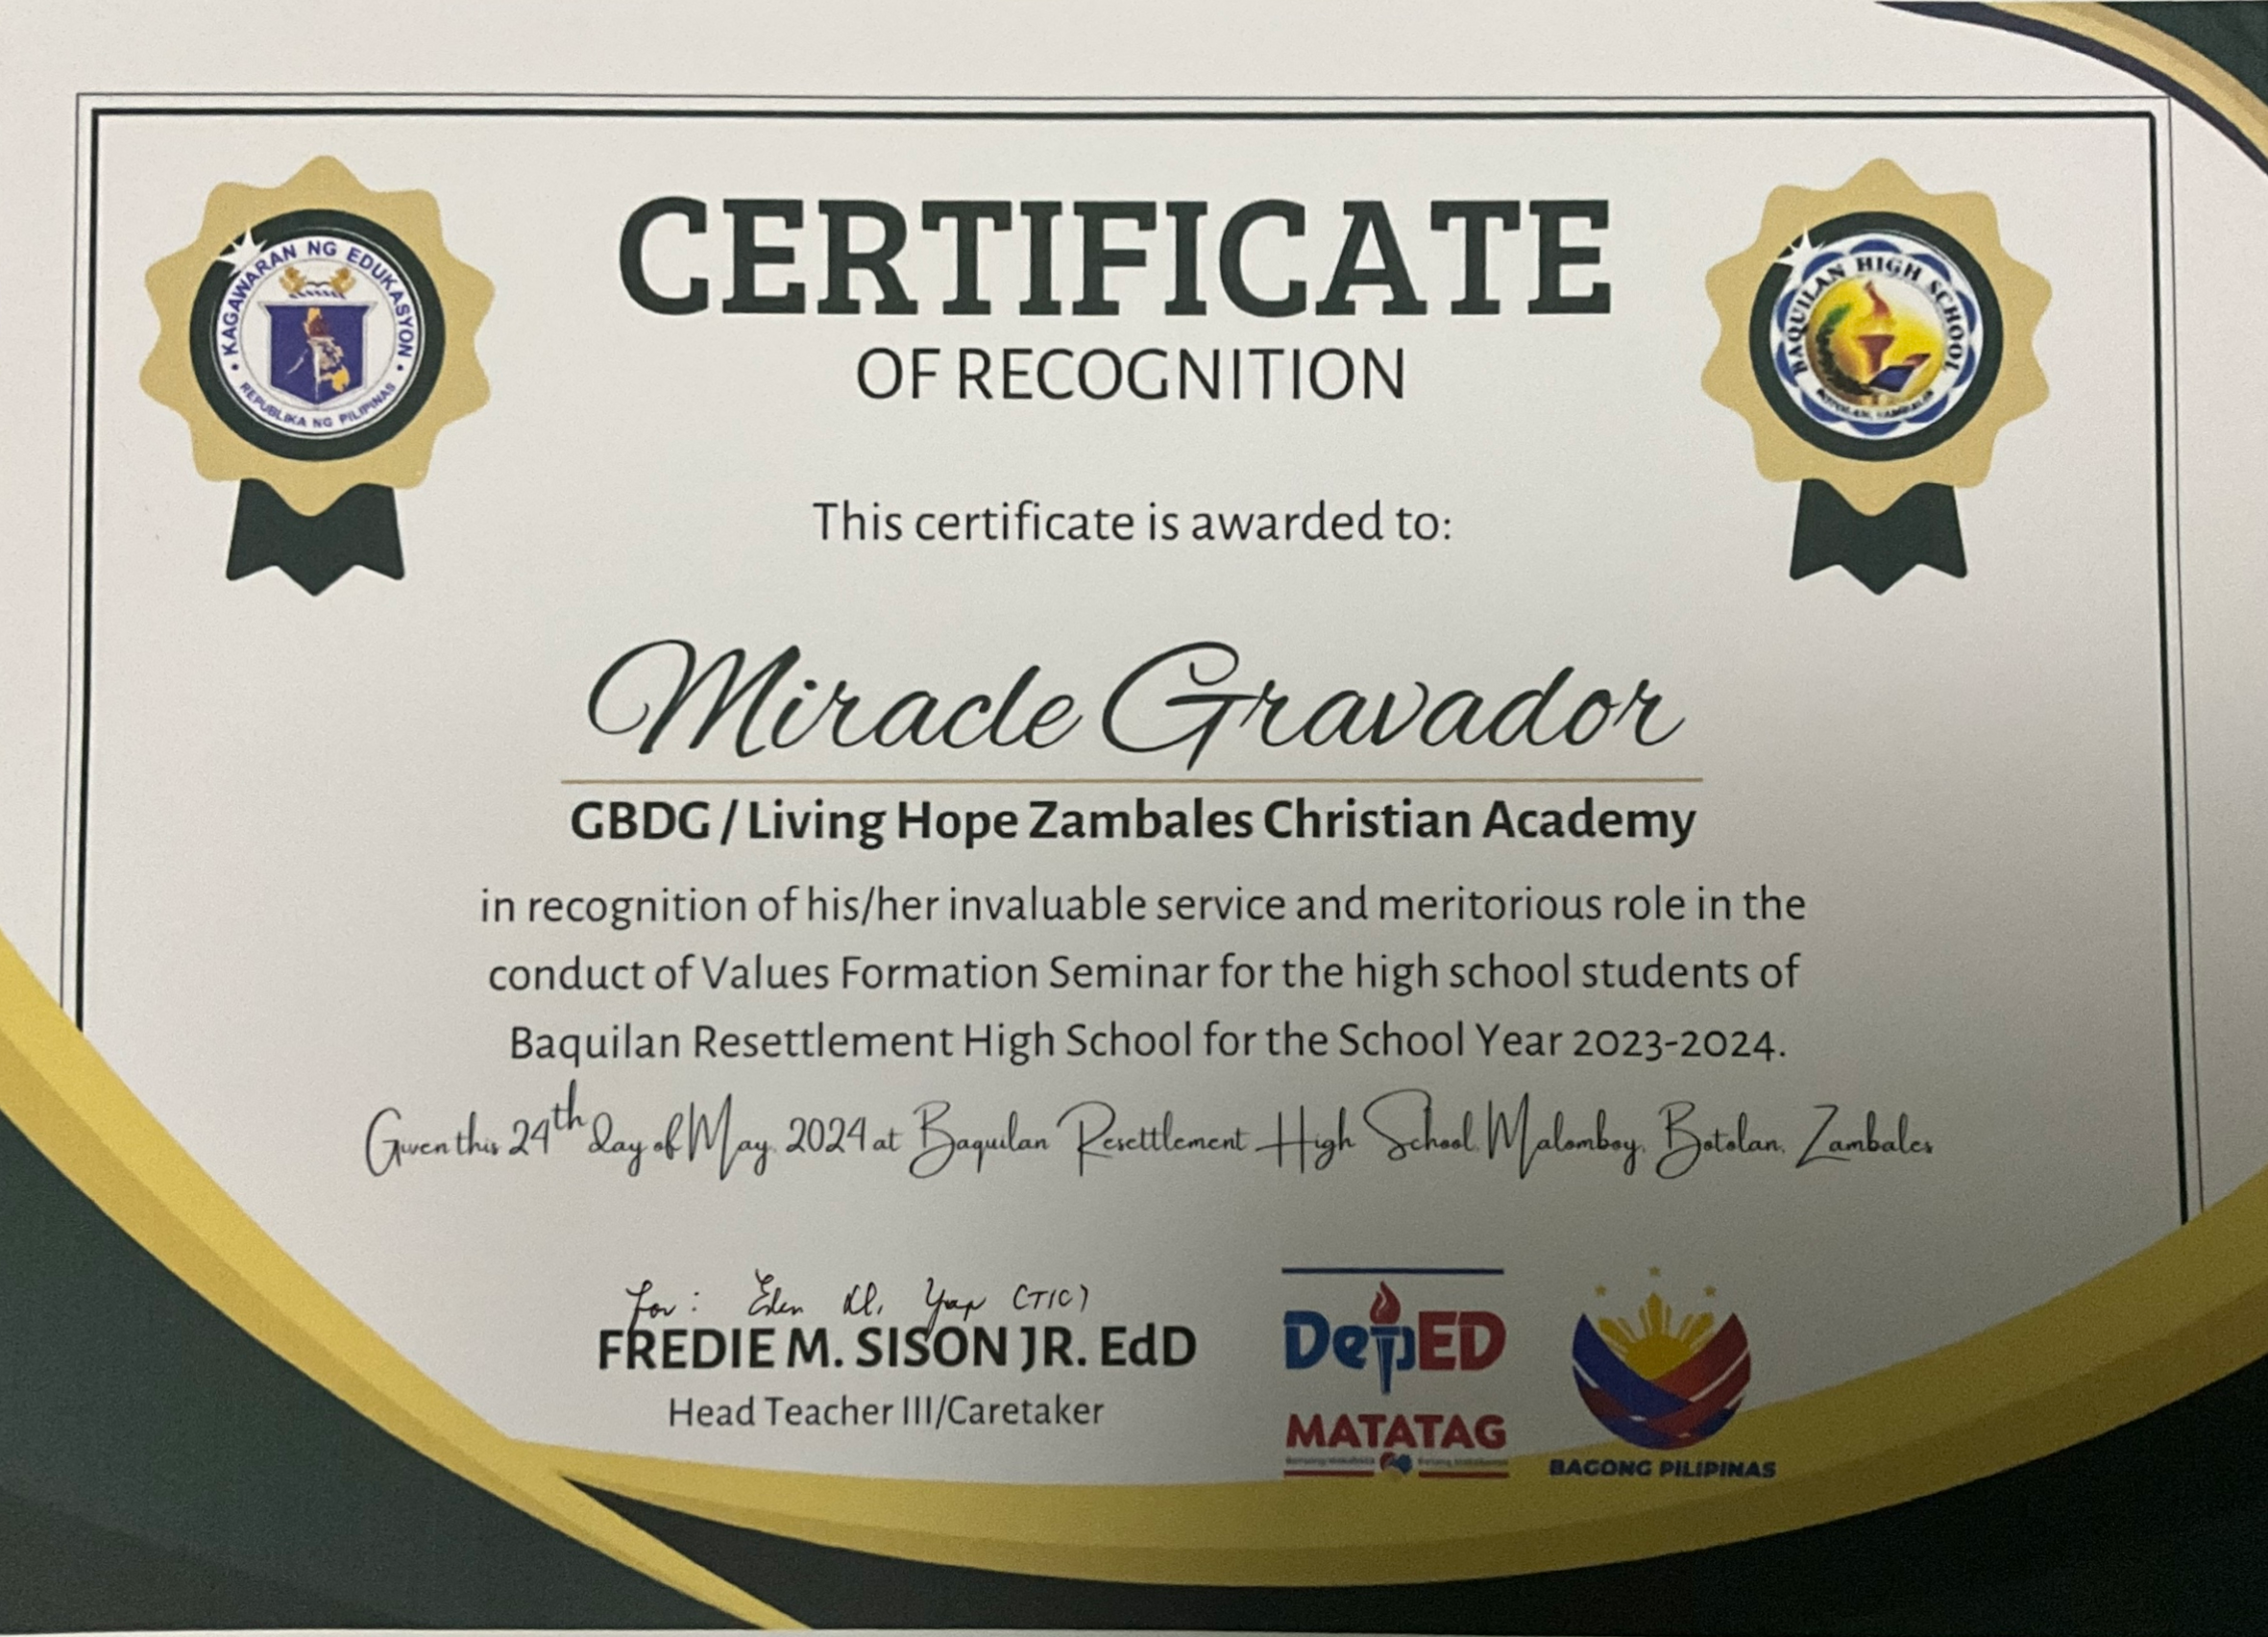 KAGAWARAN NG EDUKASYON
REPUBLIKA NG PILIPINAS
BAQUILAN HIGH SCHOOL
BOTOLAN, ZAMBALES
CERTIFICATE
OF RECOGNITION
This certificate is awarded to:
Miracle Gravador
GBDG / Living Hope Zambales Christian Academy
in recognition of his/her invaluable service and meritorious role in the
conduct of Values Formation Seminar for the high school students of
Baquilan Resettlement High School for the School Year 2023-2024.
Given this 24th day of May, 2024 at Baquilan Resettlement High School, Malomboy, Botolan, Zambales
For: Eden M. Yap (TIC)
FREDIE M. SISON JR. EdD
Head Teacher III/Caretaker
DepED
MATATAG
BAGONG PILIPINAS